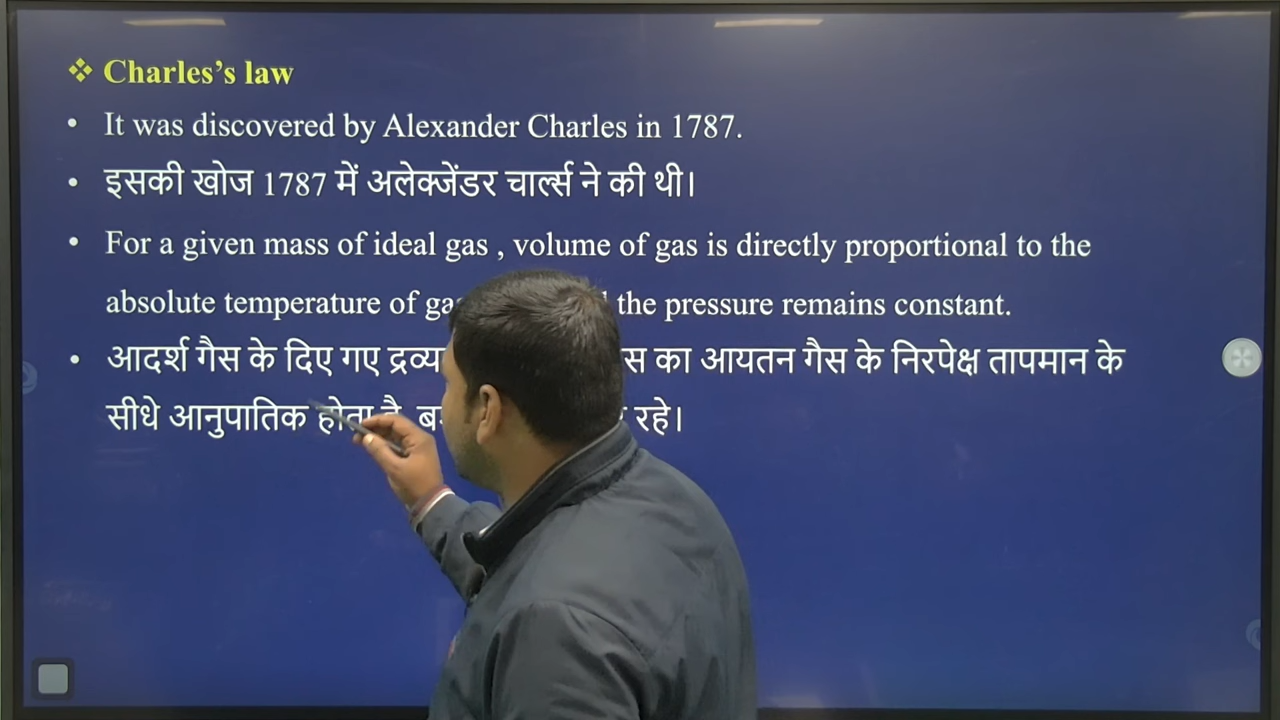 ❖ Charles's law
• It was discovered by Alexander Charles in 1787.
• इसकी खोज 1787 में अलेक्जेंडर चार्ल्स ने की थी।
• For a given mass of ideal gas , volume of gas is directly proportional to the
absolute temperature of the pressure remains constant.
• आदर्श गैस के दिए गए का आयतन गैस के निरपेक्ष तापमान के
सीधे आनुपातिक होता है, रहे।